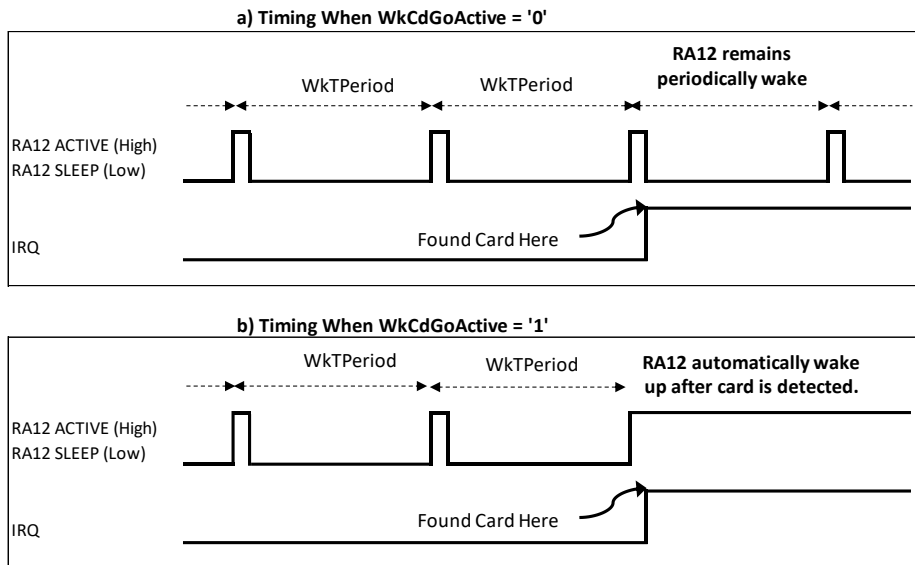 a) Timing When WkCdGoActive = '0'
RA12 remains
periodically wake
WkTPeriod
WkTPeriod
RA12 ACTIVE (High)
RA12 SLEEP (Low)
Found Card Here
IRQ
b) Timing When WkCdGoActive = '1'
WkTPeriod
WkTPeriod
RA12 automatically wake
up after card is detected.
RA12 ACTIVE (High)
RA12 SLEEP (Low)
Found Card Here
IRQ